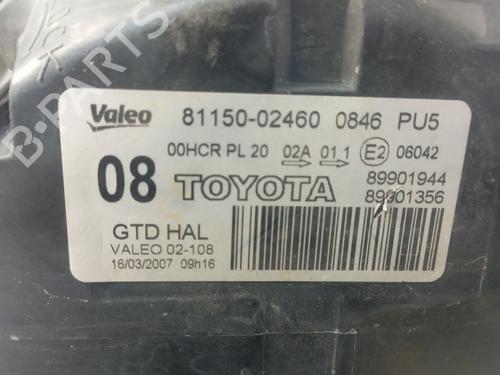 Valeo 81150-02460 0846 PU5
00HCR PL 20 02A 01 1 E2 06042
08 TOYOTA 89901944
89901356
GTD HAL
VALEO 02-108
16/03/2007 09h16
B-PARTS